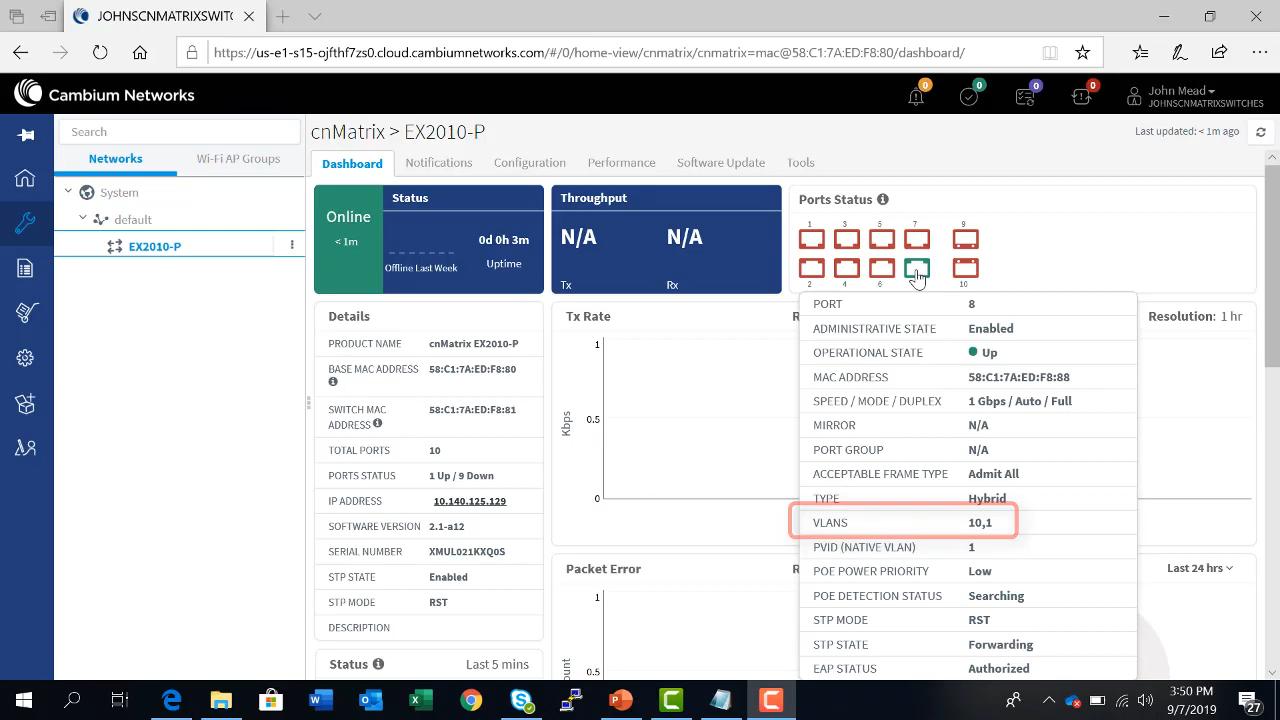 JOHNSCNMATRIXSWITCHES
https://us-e1-s15-ojfthf7zs0.cloud.cambiumnetworks.com/#/0/home-view/cnmatrix/cnmatrix=mac@58:C1:7A:ED:F8:80/dashboard/
Cambium Networks
0
0
0
0
John Mead
JOHNSCNMATRIXSWITCHES
Search
Networks
Wi-Fi AP Groups
System
default
EX2010-P
cnMatrix > EX2010-P
Last updated: < 1m ago
Dashboard
Notifications
Configuration
Performance
Software Update
Tools
Online
< 1m
Status
Offline Last Week
0d 0h 3m
Uptime
Throughput
N/A
N/A
Tx
Rx
Ports Status
1 3 5 7 9
2 4 6 10
Details
PRODUCT NAME cnMatrix EX2010-P
BASE MAC ADDRESS 58:C1:7A:ED:F8:80
SWITCH MAC ADDRESS 58:C1:7A:ED:F8:81
TOTAL PORTS 10
PORTS STATUS 1 Up / 9 Down
IP ADDRESS 10.140.125.129
SOFTWARE VERSION 2.1-a12
SERIAL NUMBER XMUL021KXQ0S
STP STATE Enabled
STP MODE RST
DESCRIPTION
Status
Last 5 mins
Tx Rate
R
Resolution: 1 hr
1
0.5
0
Kbps
Packet Error
R
Last 24 hrs
1
0.5
ount
PORT 8
ADMINISTRATIVE STATE Enabled
OPERATIONAL STATE Up
MAC ADDRESS 58:C1:7A:ED:F8:88
SPEED / MODE / DUPLEX 1 Gbps / Auto / Full
MIRROR N/A
PORT GROUP N/A
ACCEPTABLE FRAME TYPE Admit All
TYPE Hybrid
VLANS 10,1
PVID (NATIVE VLAN) 1
POE POWER PRIORITY Low
POE DETECTION STATUS Searching
STP MODE RST
STP STATE Forwarding
EAP STATUS Authorized
3:50 PM
9/7/2019
27